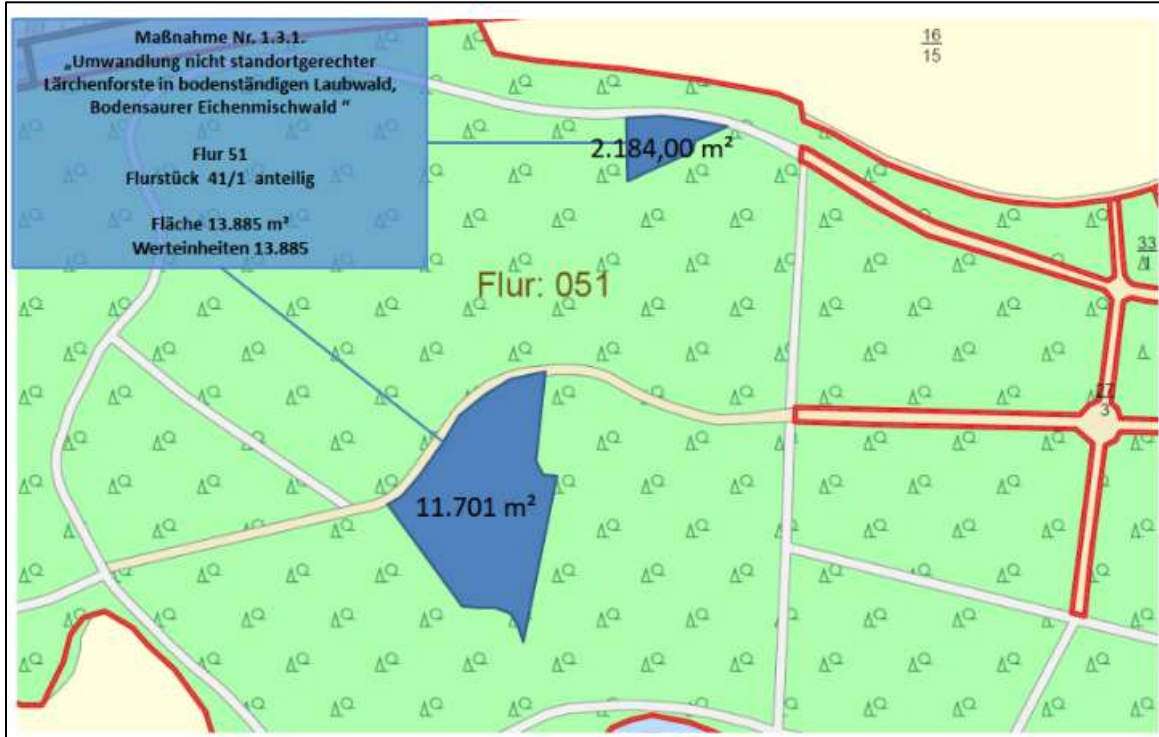 Maßnahme Nr. 1.3.1.
„Umwandlung nicht standortgerechter
Lärchenforste in bodenständigen Laubwald,
Bodensaurer Eichenmischwald “
Flur 51
Flurstück 41/1 anteilig
Fläche 13.885 m²
Werteinheiten 13.885
16
15
2.184,00 m²
33
1
Flur: 051
27
3
11.701 m²